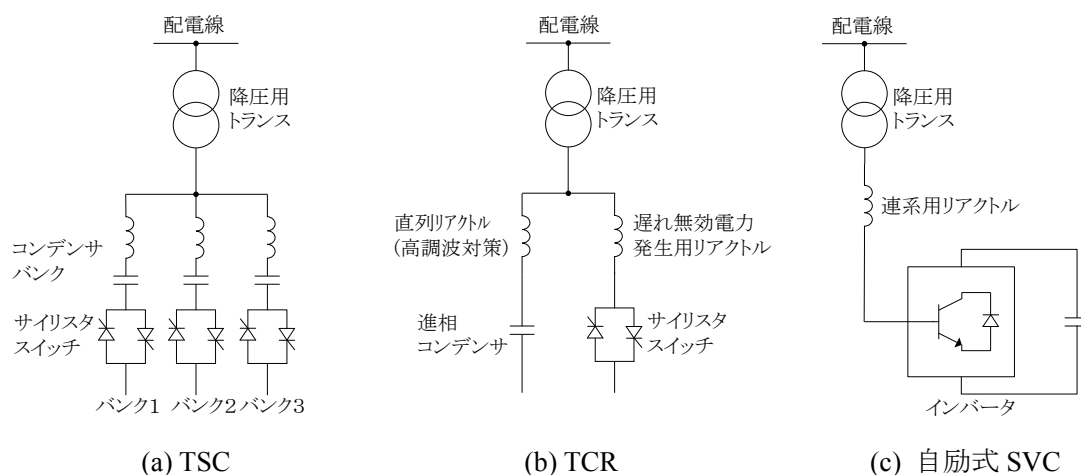 配電線
降圧用
トランス
コンデンサ
バンク
サイリスタ
スイッチ
バンク1
バンク2
バンク3
(a) TSC
配電線
降圧用
トランス
直列リアクトル
(高調波対策)
遅れ無効電力
発生用リアクトル
進相
コンデンサ
サイリスタ
スイッチ
(b) TCR
配電線
降圧用
トランス
連系用リアクトル
インバータ
(c) 自励式 SVC